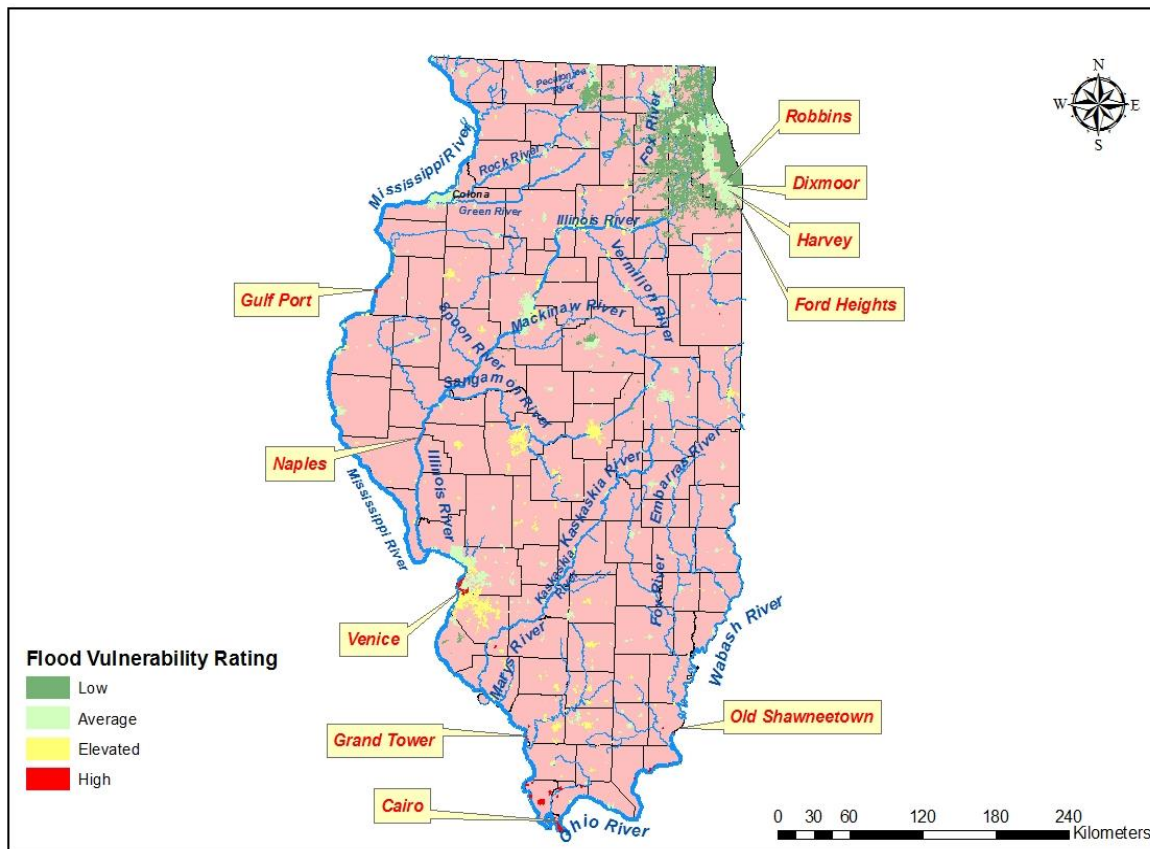 N
W E
S
Pecatonica
River
Fox River
Robbins
Mississippi River
Rock River
Dixmoor
Colona
Green River
Illinois River
Harvey
Vermilion River
Gulf Port
Ford Heights
Spoon River
Mackinaw River
Sangamon River
Naples
Illinois River
Mississippi River
Kaskaskia River
Embarras River
Kaskaskia
River
Fox River
Wabash River
Venice
Marys River
Flood Vulnerability Rating
Low
Average
Elevated
High
Grand Tower
Old Shawneetown
Cairo
Ohio River
0 30 60 120 180 240
Kilometers